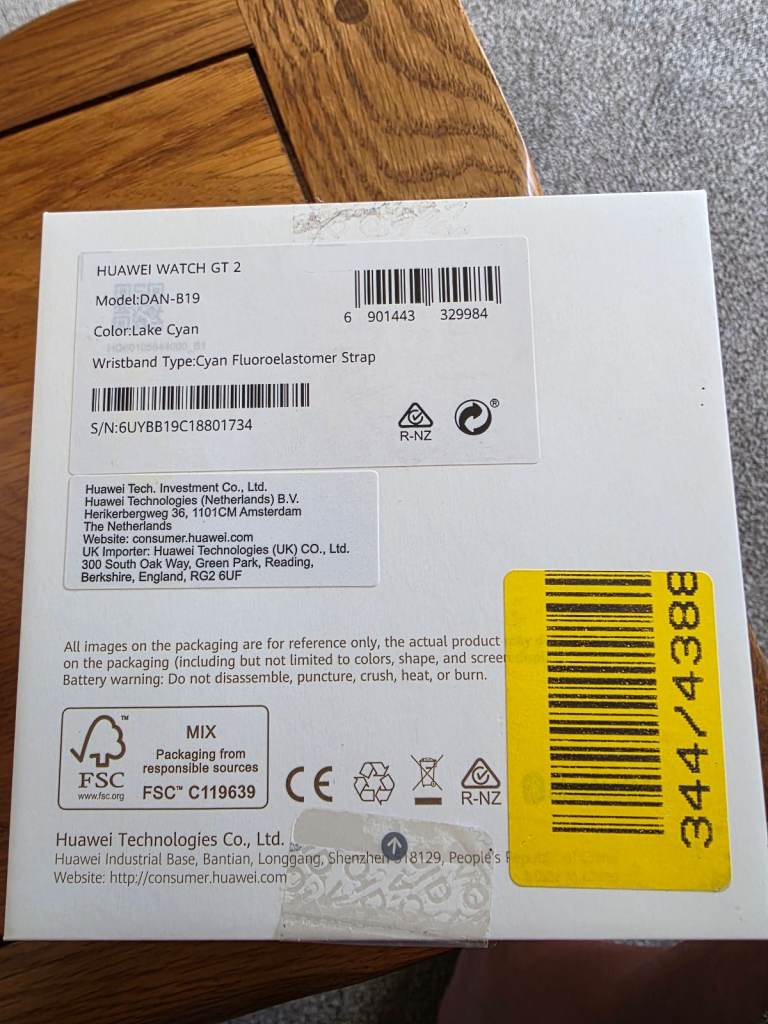 HUAWEI WATCH GT 2
Model:DAN-B19
Color:Lake Cyan
Wristband Type:Cyan Fluoroelastomer Strap
6 901443 329984
S/N:6UYBB19C18801734
R-NZ
®
Huawei Tech. Investment Co., Ltd.
Huawei Technologies (Netherlands) B.V.
Herikerbergweg 36, 1101CM Amsterdam
The Netherlands
Website: consumer.huawei.com
UK Importer: Huawei Technologies (UK) CO., Ltd.
300 South Oak Way, Green Park, Reading,
Berkshire, England, RG2 6UF
All images on the packaging are for reference only, the actual product may
on the packaging (including but not limited to colors, shape, and screen
Battery warning: Do not disassemble, puncture, crush, heat, or burn.
FSC™
www.fsc.org
MIX
Packaging from
responsible sources
FSC™ C119639
CE
R-NZ
344/4388
Huawei Technologies Co., Ltd.
Huawei Industrial Base, Bantian, Longgang, Shenzhen 518129, People's
Website: http://consumer.huawei.com